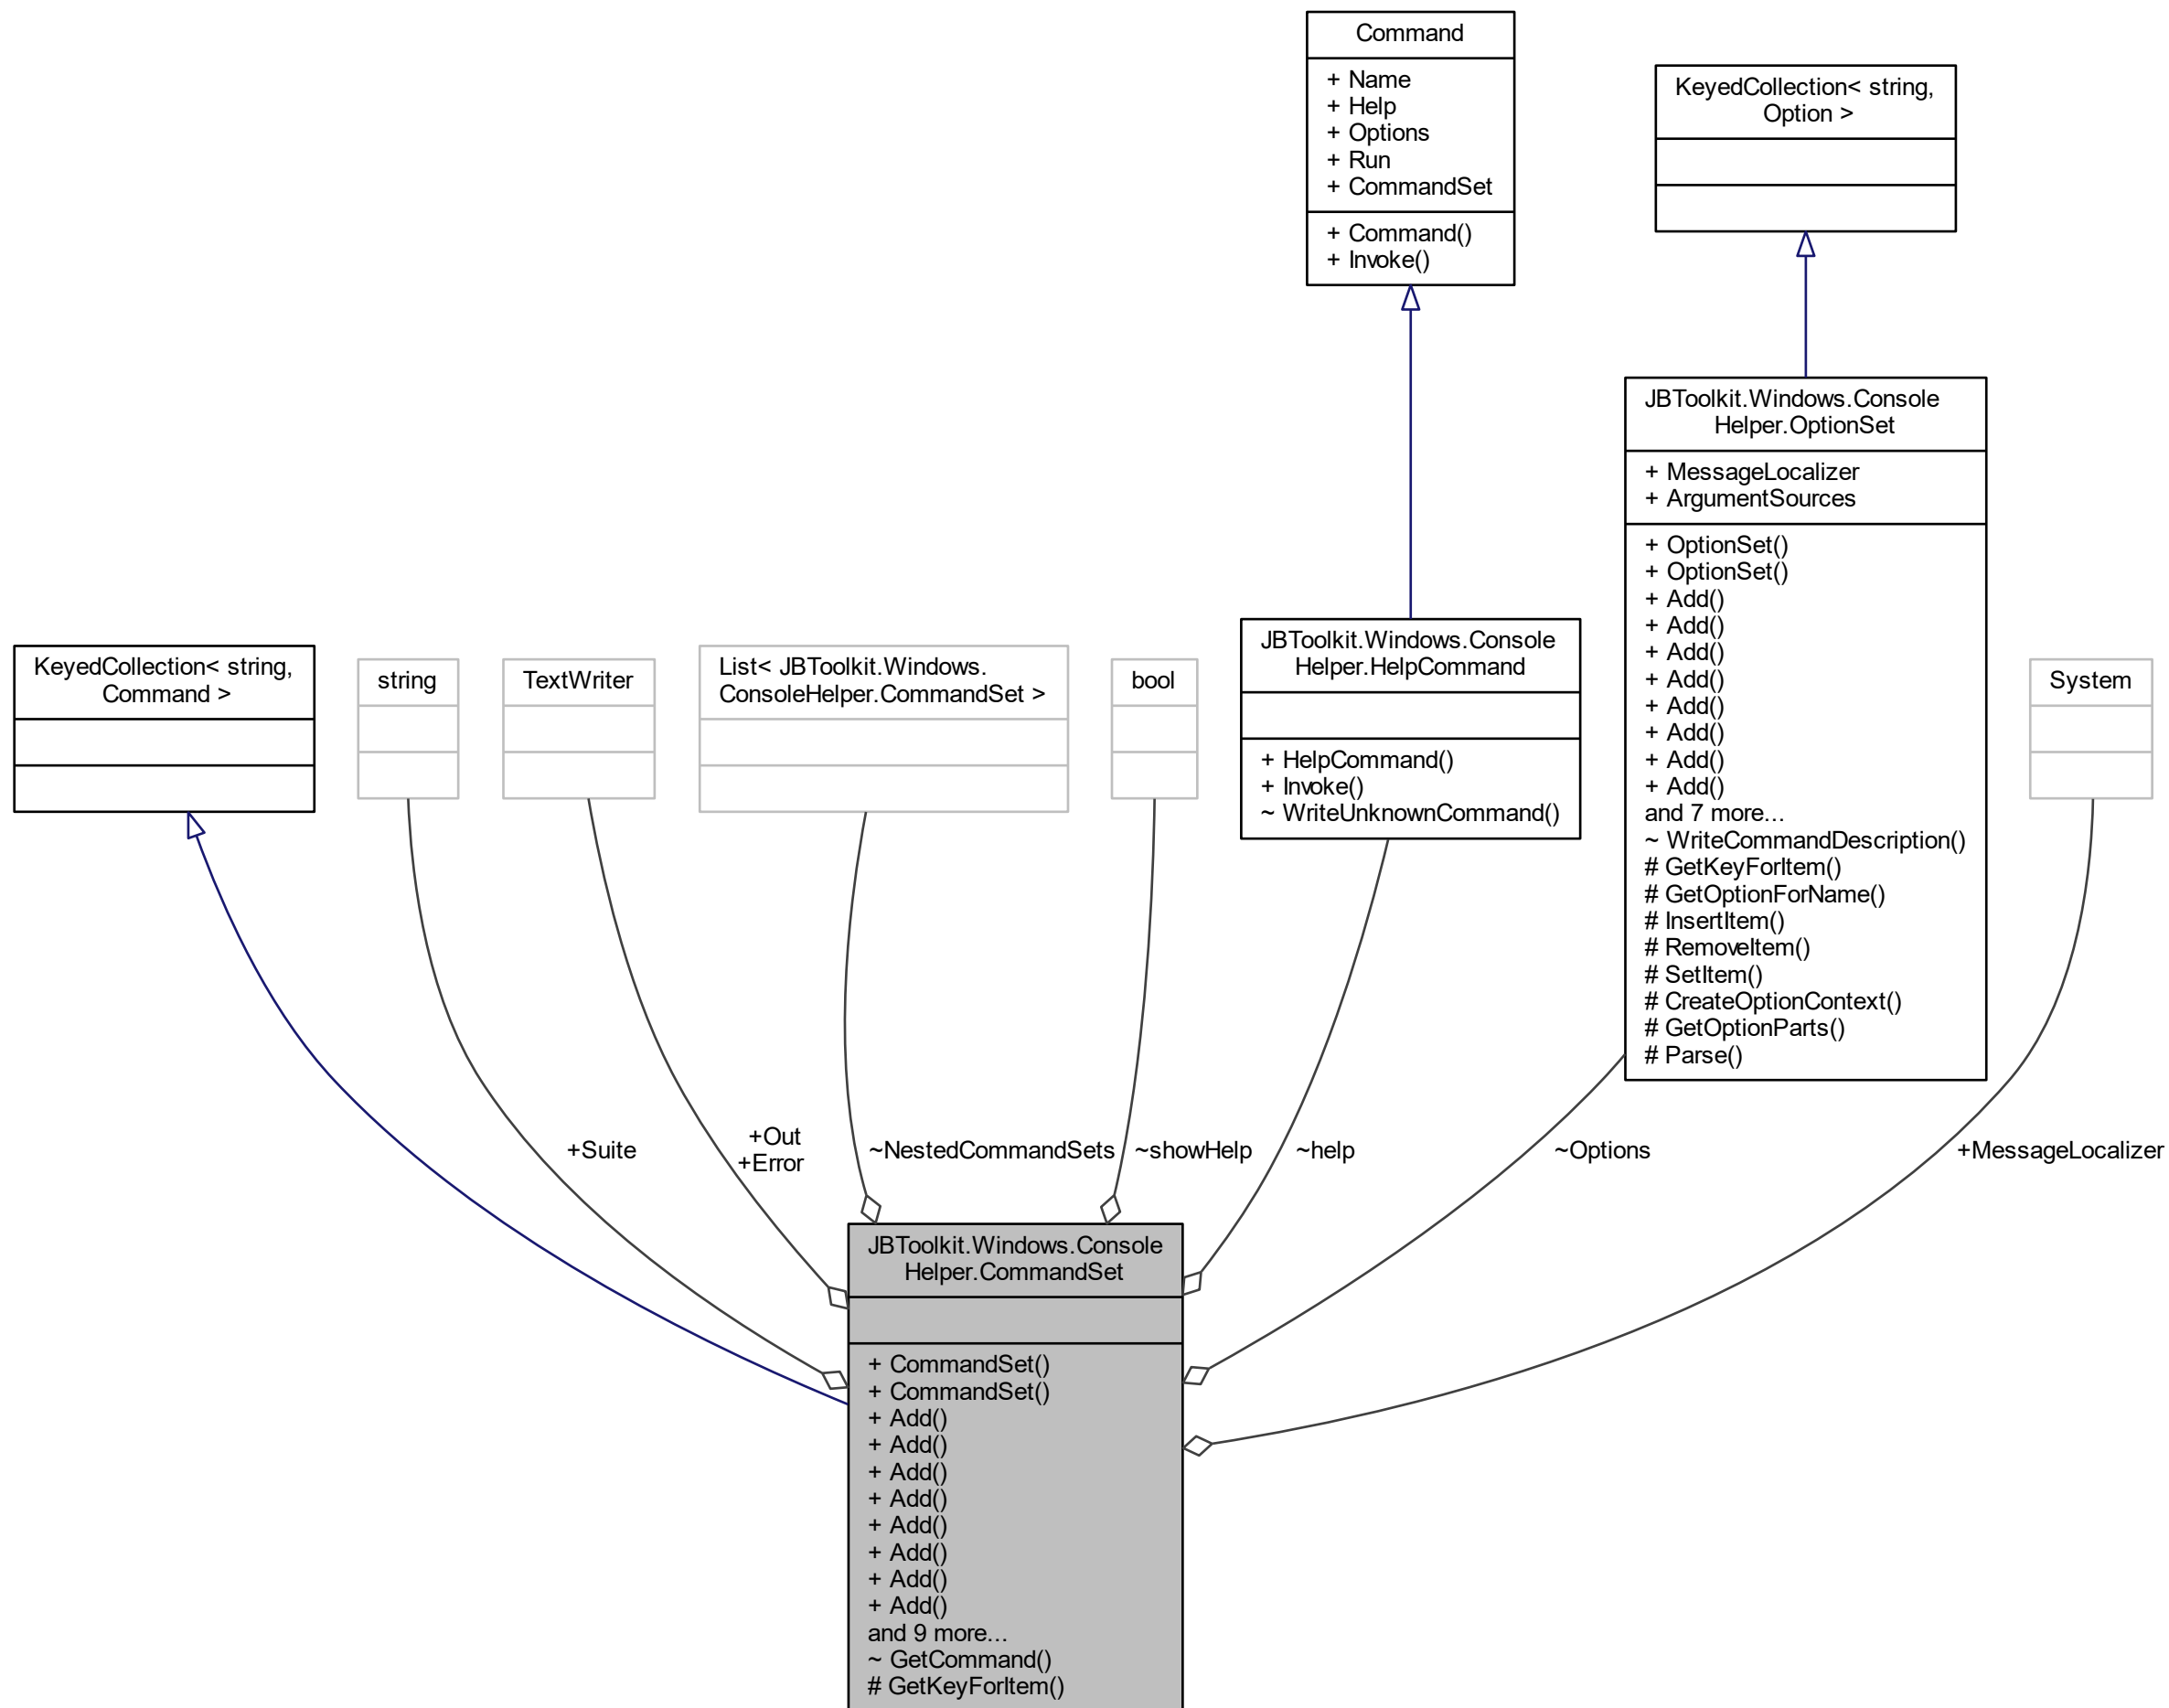 Command
+ Name
+ Help
+ Options
+ Run
+ CommandSet
+ Command()
+ Invoke()
KeyedCollection< string,
Option >
JBToolkit.Windows.Console
Helper.OptionSet
+ MessageLocalizer
+ ArgumentSources
+ OptionSet()
+ OptionSet()
+ Add()
+ Add()
+ Add()
+ Add()
+ Add()
+ Add()
+ Add()
+ Add()
and 7 more...
~ WriteCommandDescription()
# GetKeyForItem()
# GetOptionForName()
# InsertItem()
# RemoveItem()
# SetItem()
# CreateOptionContext()
# GetOptionParts()
# Parse()
KeyedCollection< string,
Command >
string
TextWriter
List< JBToolkit.Windows.
ConsoleHelper.CommandSet >
bool
JBToolkit.Windows.Console
Helper.HelpCommand
+ HelpCommand()
+ Invoke()
~ WriteUnknownCommand()
System
+Suite
+Out
+Error
~NestedCommandSets
~showHelp
~help
~Options
+MessageLocalizer
JBToolkit.Windows.Console
Helper.CommandSet
+ CommandSet()
+ CommandSet()
+ Add()
+ Add()
+ Add()
+ Add()
+ Add()
+ Add()
+ Add()
+ Add()
and 9 more...
~ GetCommand()
# GetKeyForItem()